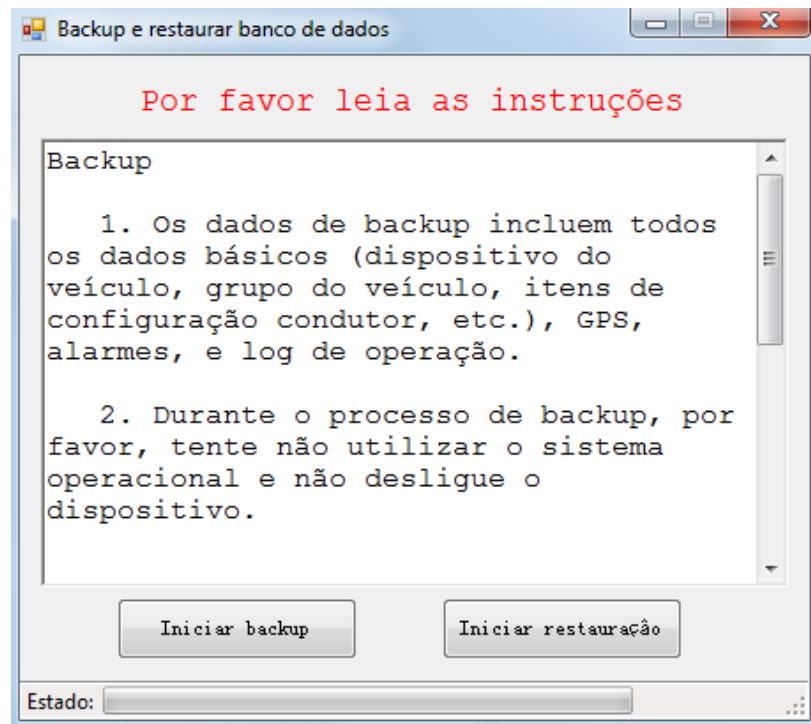 Backup e restaurar banco de dados
Por favor leia as instruções
Backup
1. Os dados de backup incluem todos
os dados básicos (dispositivo do
veículo, grupo do veículo, itens de
configuração condutor, etc.), GPS,
alarmes, e log de operação.
2. Durante o processo de backup, por
favor, tente não utilizar o sistema
operacional e não desligue o
dispositivo.
Iniciar backup
Iniciar restauração
Estado: